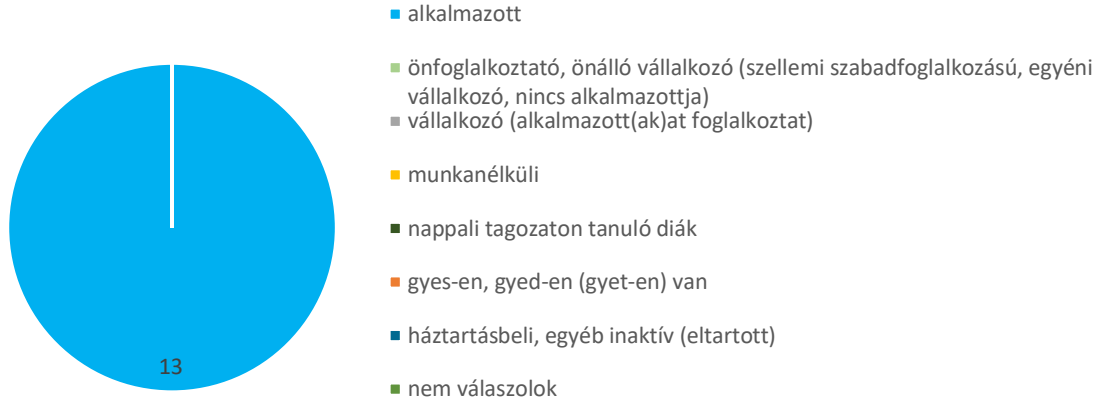 alkalmazott
önfoglalkoztató, önálló vállalkozó (szellemi szabadfoglalkozású, egyéni
vállalkozó, nincs alkalmazottja)
vállalkozó (alkalmazott(ak)at foglalkoztat)
munkanélküli
nappali tagozaton tanuló diák
gyes-en, gyed-en (gyet-en) van
háztartásbeli, egyéb inaktív (eltartott)
13
nem válaszolok